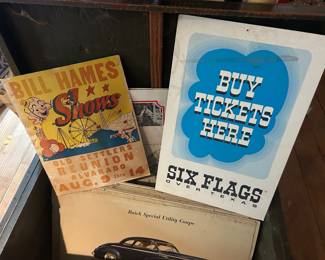 BILL HAMES
Shows
OLD SETTLERS
REUNION
ALVARADO
AUG. 9 THRU 14
BUY
TICKETS
HERE
SIX FLAGS
OVER TEXAS
Buick Special Utility Coupe